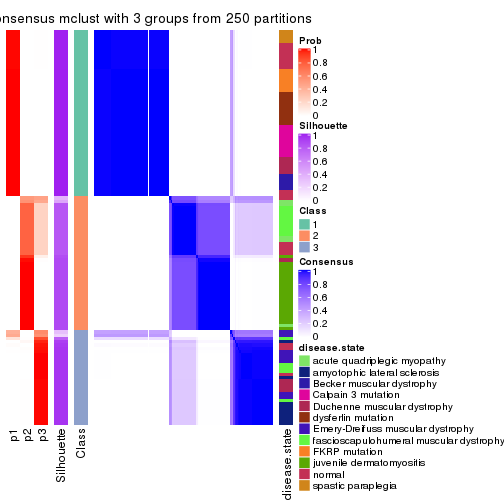 onsensus mclust with 3 groups from 250 partitions
Prob
1
0.8
0.6
0.4
0.2
0
Silhouette
1
0.8
0.6
0.4
0.2
0
Class
1
2
3
Consensus
1
0.8
0.6
0.4
0.2
0
disease.state
acute quadriplegic myopathy
amyotophic lateral sclerosis
Becker muscular dystrophy
Calpain 3 mutation
Duchenne muscular dystrophy
dysferlin mutation
Emery-Dreifuss muscular dystrophy
fascioscapulohumeral muscular dystrophy
FKRP mutation
juvenile dermatomyositis
normal
spastic paraplegia
p1
p2
p3
Silhouette
Class
disease.state